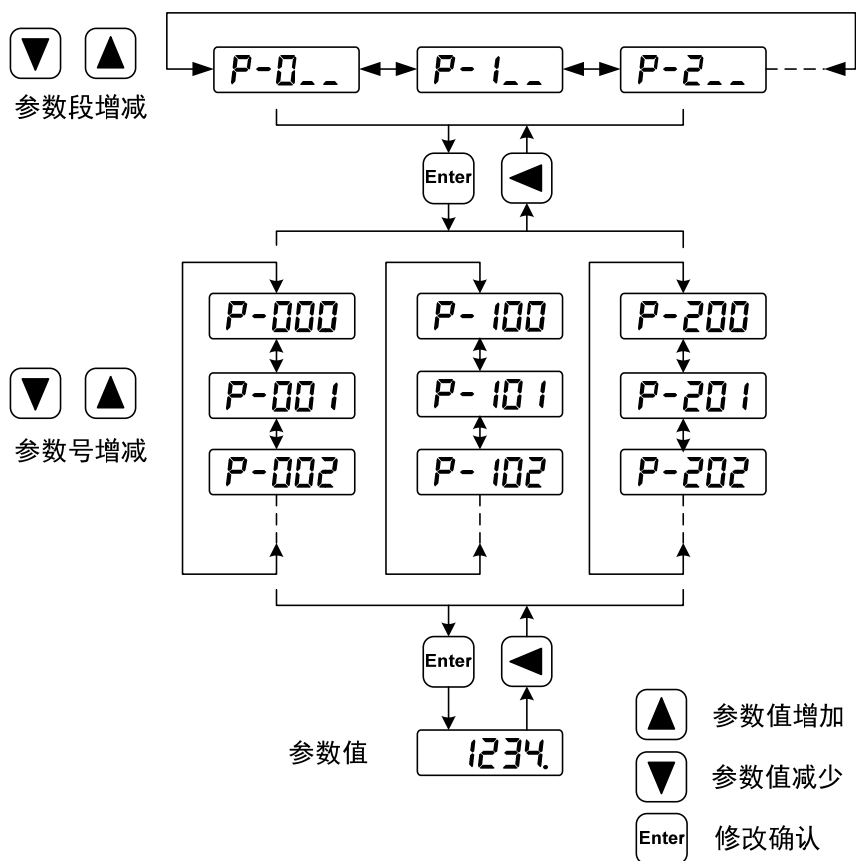 P-0__ P-1__ P-2__
参数段增减
Enter
P-000 P-100 P-200
P-001 P-101 P-201
参数号增减
P-002 P-102 P-202
Enter
参数值 1234.
参数值增加
参数值减少
Enter 修改确认